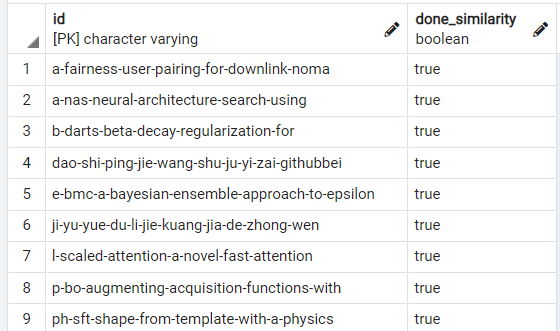 id done_similarity
[PK] character varying boolean
1 a-fairness-user-pairing-for-downlink-noma true
2 a-nas-neural-architecture-search-using true
3 b-darts-beta-decay-regularization-for true
4 dao-shi-ping-jie-wang-shu-ju-yi-zai-githubbei true
5 e-bmc-a-bayesian-ensemble-approach-to-epsilon true
6 ji-yu-yue-du-li-jie-kuang-jia-de-zhong-wen true
7 l-scaled-attention-a-novel-fast-attention true
8 p-bo-augmenting-acquisition-functions-with true
9 ph-sft-shape-from-template-with-a-physics true